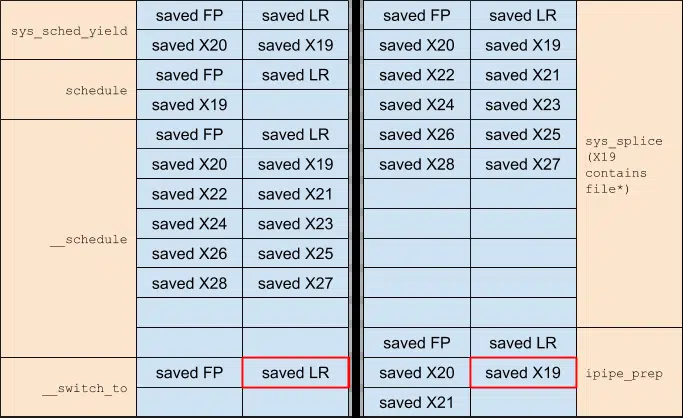 sys_sched_yield
saved FP saved LR
saved X20 saved X19
schedule
saved FP saved LR
saved X19
__schedule
saved FP saved LR
saved X20 saved X19
saved X22 saved X21
saved X24 saved X23
saved X26 saved X25
saved X28 saved X27
__switch_to
saved FP saved LR
saved FP saved LR
saved X20 saved X19
saved X22 saved X21
saved X24 saved X23
saved X26 saved X25
saved X28 saved X27
sys_splice
(X19
contains
file*)
saved FP saved LR
saved X20 saved X19
saved X21
ipipe_prep